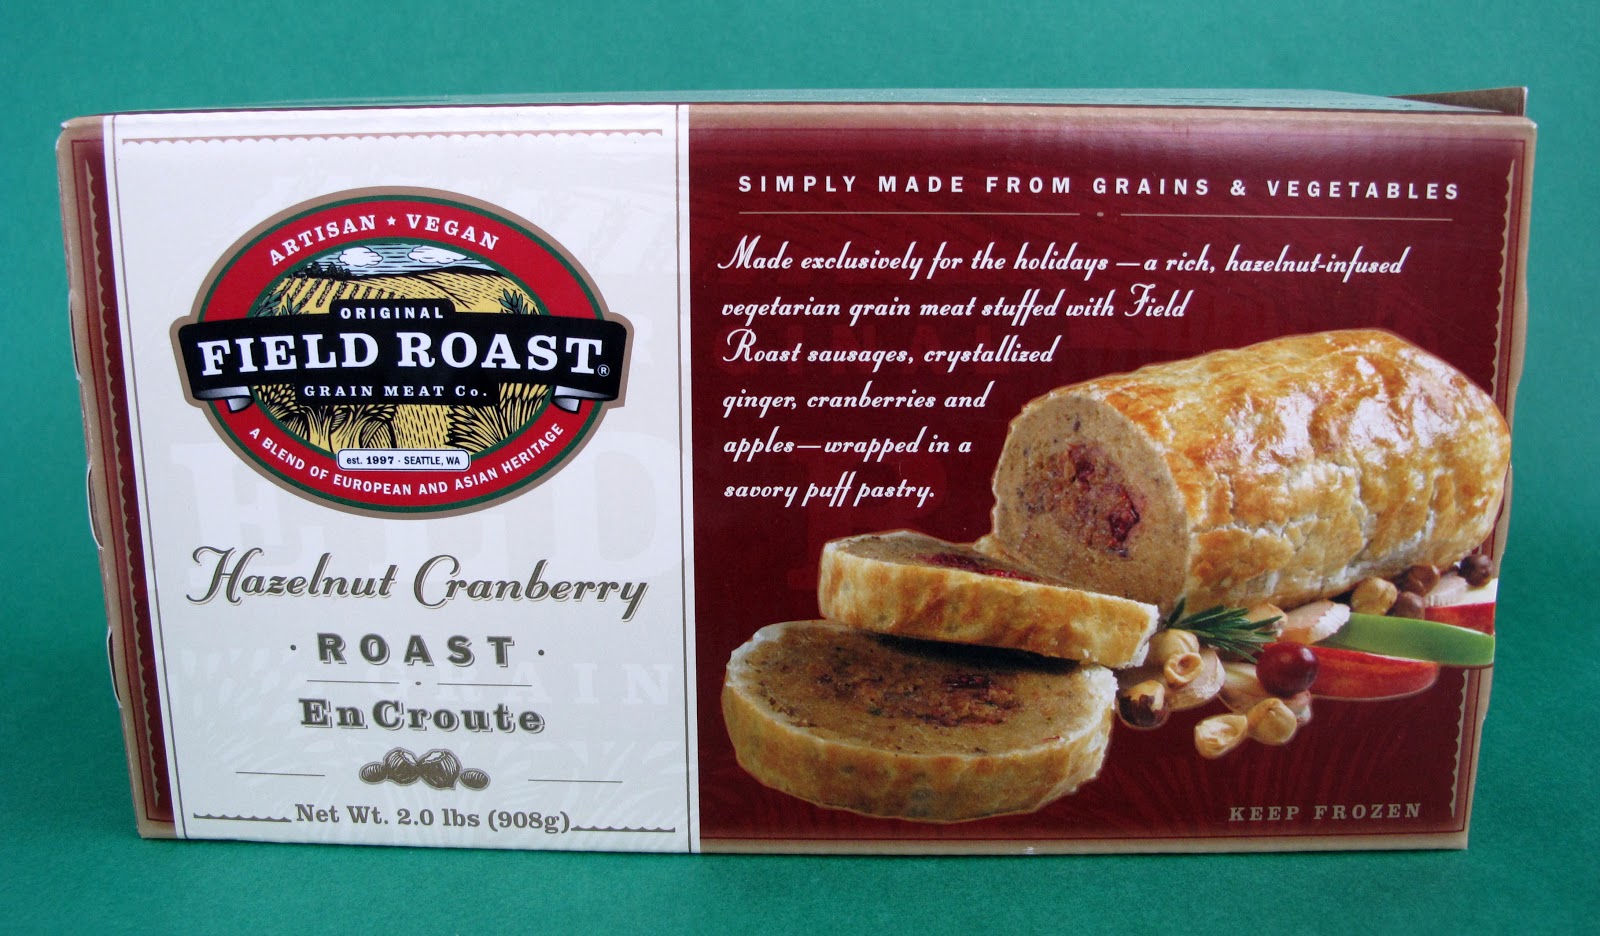 ARTISAN ★ VEGAN
ORIGINAL
FIELD ROAST®
GRAIN MEAT Co.
est. 1997 · SEATTLE, WA
A BLEND OF EUROPEAN AND ASIAN HERITAGE
Hazelnut Cranberry
· ROAST ·
En Croute
Net Wt. 2.0 lbs (908g)
SIMPLY MADE FROM GRAINS & VEGETABLES
Made exclusively for the holidays — a rich, hazelnut-infused
vegetarian grain meat stuffed with Field
Roast sausages, crystallized
ginger, cranberries and
apples—wrapped in a
savory puff pastry.
KEEP FROZEN